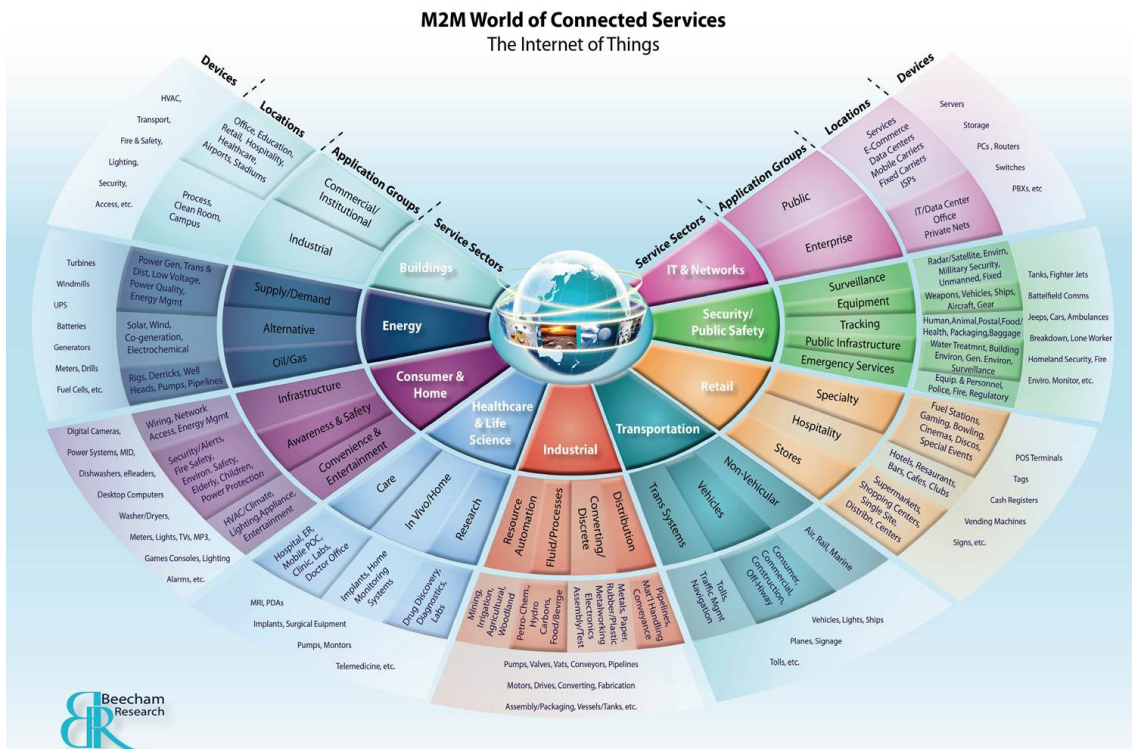 M2M World of Connected Services
The Internet of Things
Devices
Locations
Application Groups
Service Sectors
HVAC,
Transport,
Fire & Safety,
Lighting,
Security,
Access, etc.
Office, Education,
Retail, Hospitality,
Healthcare,
Airports, Stadiums
Process,
Clean Room,
Campus
Commercial/
Institutional
Industrial
Buildings
Turbines
Windmills
UPS
Batteries
Generators
Meters, Drills
Fuel Cells, etc.
Power Gen, Trans &
Dist, Low Voltage,
Power Quality,
Energy Mgmt
Solar, Wind,
Co-generation,
Electrochemical
Rigs, Derricks, Well
Heads, Pumps, Pipelines
Supply/Demand
Alternative
Oil/Gas
Energy
Digital Cameras,
Power Systems, MID,
Dishwashers, eReaders,
Desktop Computers
Washer/Dryers,
Meters, Lights, TVs, MP3,
Games Consoles, Lighting
Alarms, etc.
Wiring, Network
Access, Energy Mgmt
Security/Alerts,
Fire Safety,
Environ, Safety,
Elderly, Children,
Power Protection
HVAC/Climate,
Lighting,Appliance,
Entertainment
Infrastructure
Awareness & Safety
Convenience &
Entertainment
Consumer &
Home
MRI, PDAs
Implants, Surgical Euipment
Pumps, Montors
Telemedicine, etc.
Hospital, ER,
Mobile POC,
Clinic, Labs,
Doctor Office
Implants, Home
Monitoring
Systems
Drug Discovery,
Diagnostics,
Labs
Care
In Vivo/Home
Research
Healthcare
& Life
Science
Industrial
Resource
Automation
Fluid/Processes
Converting/
Discrete
Distribution
Mining,
Irrigation,
Agricultural,
Woodland
Petro-Chem.,
Hydro
Carbons,
Food/Bevrge
Metals, Paper,
Rubber/Plastic
Metalworking
Electronics
Assembly/Test
Pipelines,
Mat'l Handling
Conveyance
Pumps, Valves, Vats, Conveyors, Pipelines
Motors, Drives, Converting, Fabrication
Assembly/Packaging, Vessels/Tanks, etc.
Transportation
Trans Systems
Vehicles
Non-Vehicular
Tolls,
Traffic Mgmt
Navigation
Consumer,
Commercial,
Construction,
Off-Hiway
Air, Rail, Marine
Vehicles, Lights, Ships
Planes, Signage
Tolls, etc.
Retail
Specialty
Hospitality
Stores
Fuel Stations,
Gaming, Bowling,
Cinemas, Discos,
Special Events
Hotels, Resaurants,
Bars, Cafes, Clubs
Supermarkets,
Shopping Centers,
Single Site,
Distribn, Centers
POS Terminals
Tags
Cash Registers
Vending Machines
Signs, etc.
Security/
Public Safety
Surveillance
Equipment
Tracking
Public Infrastructure
Emergency Services
Radar/Satellite, Envirn,
Millitary Security,
Unmanned, Fixed
Weapons, Vehicles, Ships,
Aircraft, Gear
Human,Animal,Postal,Food/
Health, Packaging,Baggage
Water Treatmnt, Building
Environ, Gen. Environ,
Surveillance
Equip. & Personnel,
Police, Fire, Regulatory
Tanks, Fighter Jets
Battelfield Comms
Jeeps, Cars, Ambulances
Breakdown, Lone Worker
Homeland Security, Fire
Enviro. Monitor, etc.
IT & Networks
Public
Enterprise
Services
E-Commerce
Data Centers
Mobile Carriers
Fixed Carriers
ISPs
IT/Data Center
Office
Private Nets
Servers
Storage
PCs , Routers
Switches
PBXs, etc
Service Sectors
Application Groups
Locations
Devices
Beecham
Research
BR